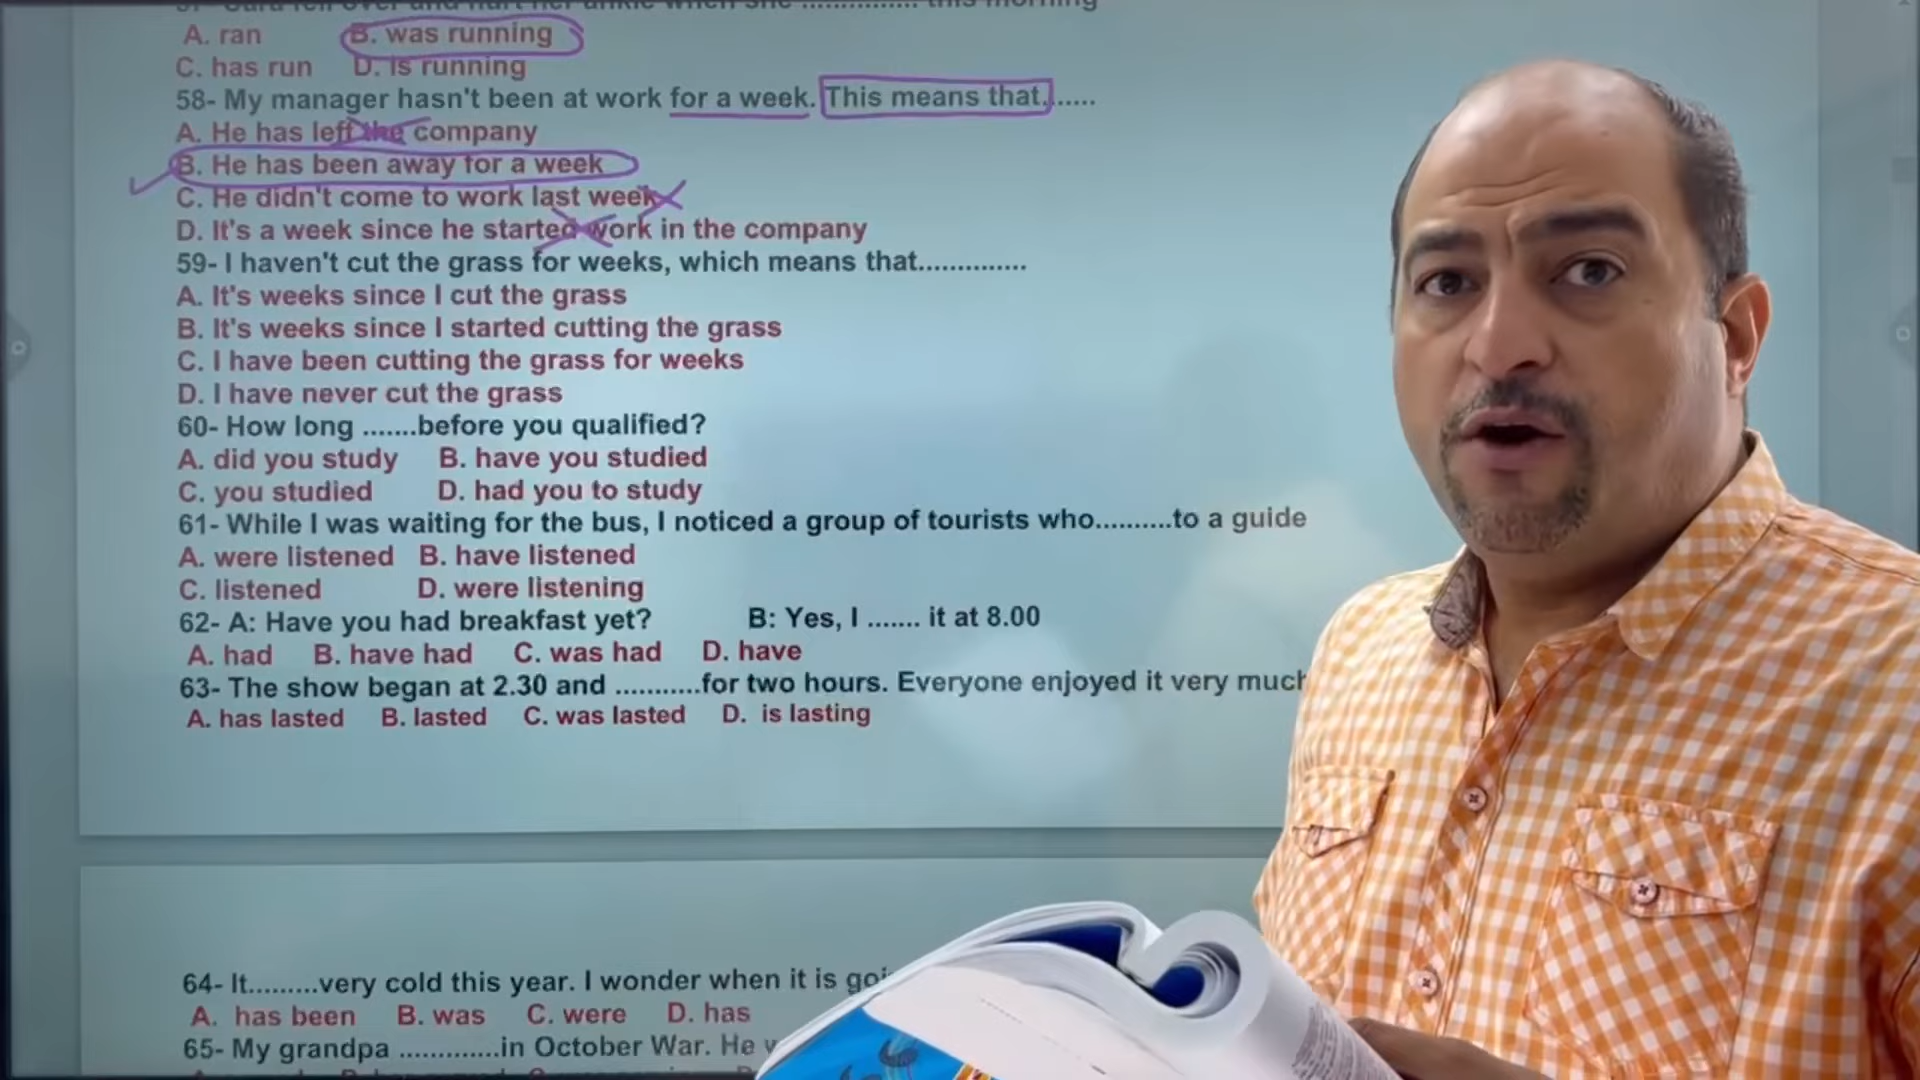 A. ran B. was running
C. has run D. is running
58- My manager hasn't been at work for a week. This means that.......
A. He has left the company
B. He has been away for a week
C. He didn't come to work last week
D. It's a week since he started work in the company
59- I haven't cut the grass for weeks, which means that..............
A. It's weeks since I cut the grass
B. It's weeks since I started cutting the grass
C. I have been cutting the grass for weeks
D. I have never cut the grass
60- How long .......before you qualified?
A. did you study B. have you studied
C. you studied D. had you to study
61- While I was waiting for the bus, I noticed a group of tourists who..........to a guide
A. were listened B. have listened
C. listened D. were listening
62- A: Have you had breakfast yet? B: Yes, I ....... it at 8.00
A. had B. have had C. was had D. have
63- The show began at 2.30 and ...........for two hours. Everyone enjoyed it very much
A. has lasted B. lasted C. was lasted D. is lasting
64- It.........very cold this year. I wonder when it is
A. has been B. was C. were D. has
65- My grandpa .............in October War. He